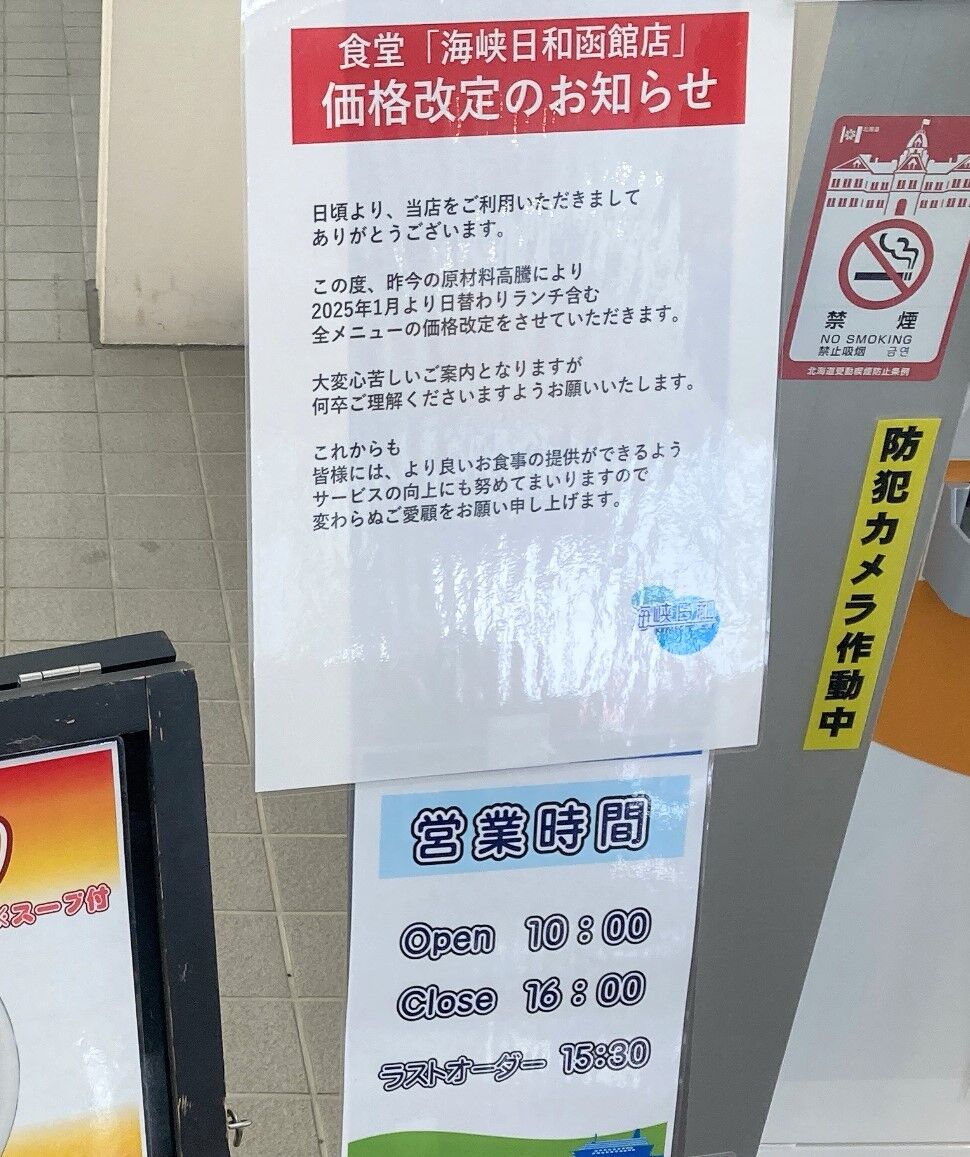 食堂「海峡日和函館店」
価格改定のお知らせ
日頃より、当店をご利用いただきまして
ありがとうございます。
この度、昨今の原材料高騰により
2025年1月より日替わりランチ含む
全メニューの価格改定をさせていただきます。
大変心苦しいご案内となりますが
何卒ご理解くださいますようお願いいたします。
これからも
皆様には、より良いお食事の提供ができるよう
サービスの向上にも努めてまいりますので
変わらぬご愛顧をお願い申し上げます。
海峡日和
営業時間
Open 10:00
Close 16:00
ラストオーダー 15:30
北海道
禁煙
NO SMOKING
禁止吸烟 금연
北海道受動喫煙防止条例
防犯カメラ作動中
※スープ付